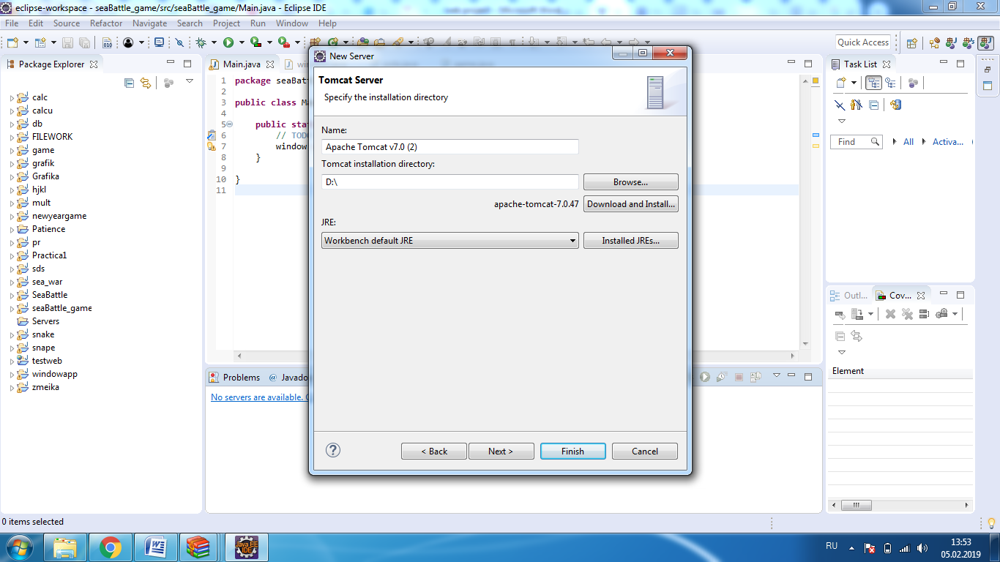 eclipse-workspace - seaBattle_game/src/seaBattle_game/Main.java - Eclipse IDE
File Edit Source Refactor Navigate Search Project Run Window Help
Quick Access
Package Explorer
calc
calcu
db
FILEWORK
game
grafik
Grafika
hjkl
mult
newyeargame
Patience
pr
Practica1
sds
sea_war
SeaBattle
seaBattle_game
Servers
snake
snape
testweb
windowapp
zmeika
Main.java
1 package seaBat
2
3 public class M
4
5 public stat
6 // TODO
7 window
8 }
9
10 }
11
New Server
Tomcat Server
Specify the installation directory
Name:
Apache Tomcat v7.0 (2)
Tomcat installation directory:
D:\
Browse...
apache-tomcat-7.0.47
Download and Install...
JRE:
Workbench default JRE
Installed JREs...
< Back
Next >
Finish
Cancel
Task List
Find
All
Activa...
Outl...
Cov...
Element
Problems
@ Javado
No servers are available.
0 items selected
Java EE
IDE
RU
13:53
05.02.2019